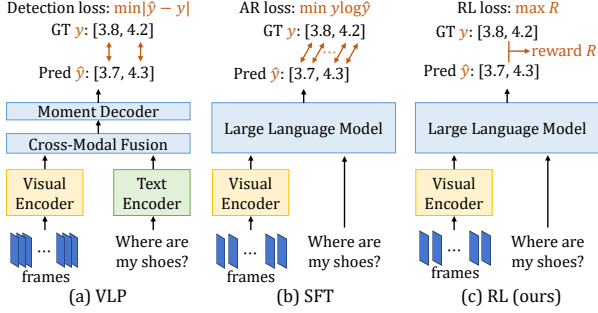 Detection loss: min|ŷ − y|
GT y: [3.8, 4.2]
Pred ŷ: [3.7, 4.3]
Moment Decoder
Cross-Modal Fusion
Visual Encoder
Text Encoder
...
frames
Where are
my shoes?
(a) VLP
AR loss: min ylogŷ
GT y: [3.8, 4.2]
...
Pred ŷ: [3.7, 4.3]
Large Language Model
Visual Encoder
...
frames
Where are
my shoes?
(b) SFT
RL loss: max R
GT y: [3.8, 4.2]
reward R
Pred ŷ: [3.7, 4.3]
Large Language Model
Visual Encoder
...
frames
Where are
my shoes?
(c) RL (ours)